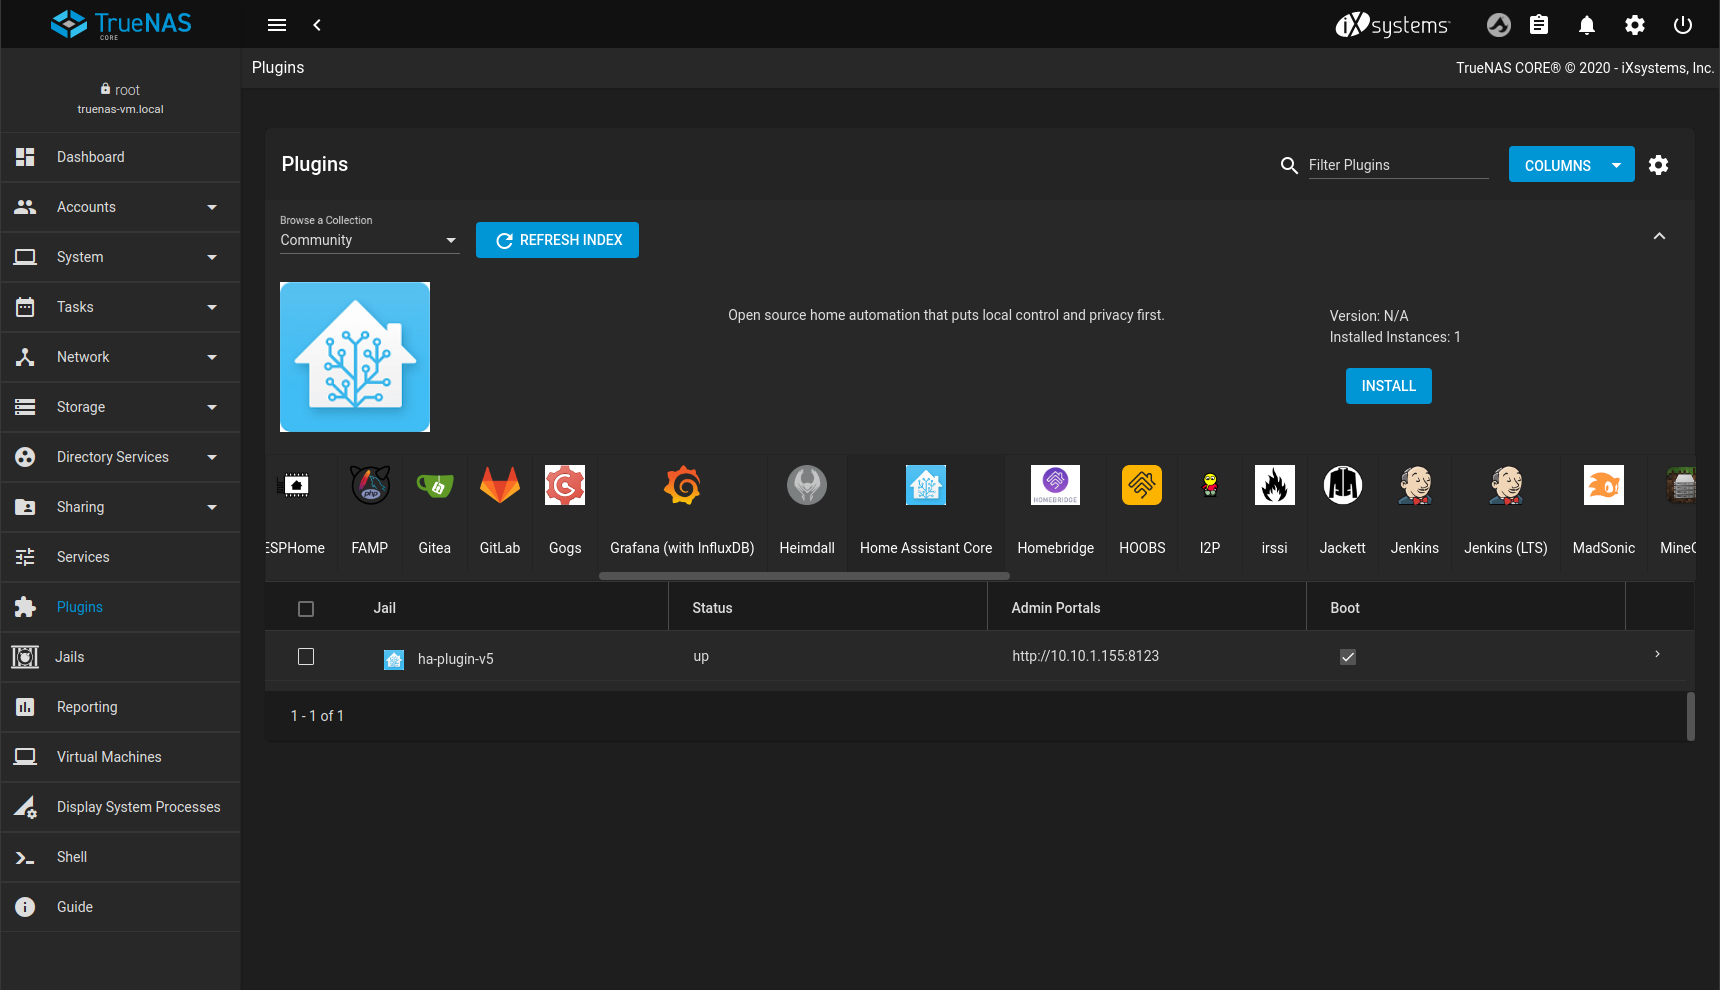 TrueNAS
CORE
iXsystems
Plugins
TrueNAS CORE® © 2020 - iXsystems, Inc.
root
truenas-vm.local
Dashboard
Accounts
System
Tasks
Network
Storage
Directory Services
Sharing
Services
Plugins
Jails
Reporting
Virtual Machines
Display System Processes
Shell
Guide
Plugins
Filter Plugins
COLUMNS
Browse a Collection
Community
REFRESH INDEX
Open source home automation that puts local control and privacy first.
Version: N/A
Installed Instances: 1
INSTALL
php
HOMEBRIDGE
ESPHome
FAMP
Gitea
GitLab
Gogs
Grafana (with InfluxDB)
Heimdall
Home Assistant Core
Homebridge
HOOBS
I2P
irssi
Jackett
Jenkins
Jenkins (LTS)
MadSonic
MineC
Jail
Status
Admin Portals
Boot
ha-plugin-v5
up
http://10.10.1.155:8123
1 - 1 of 1